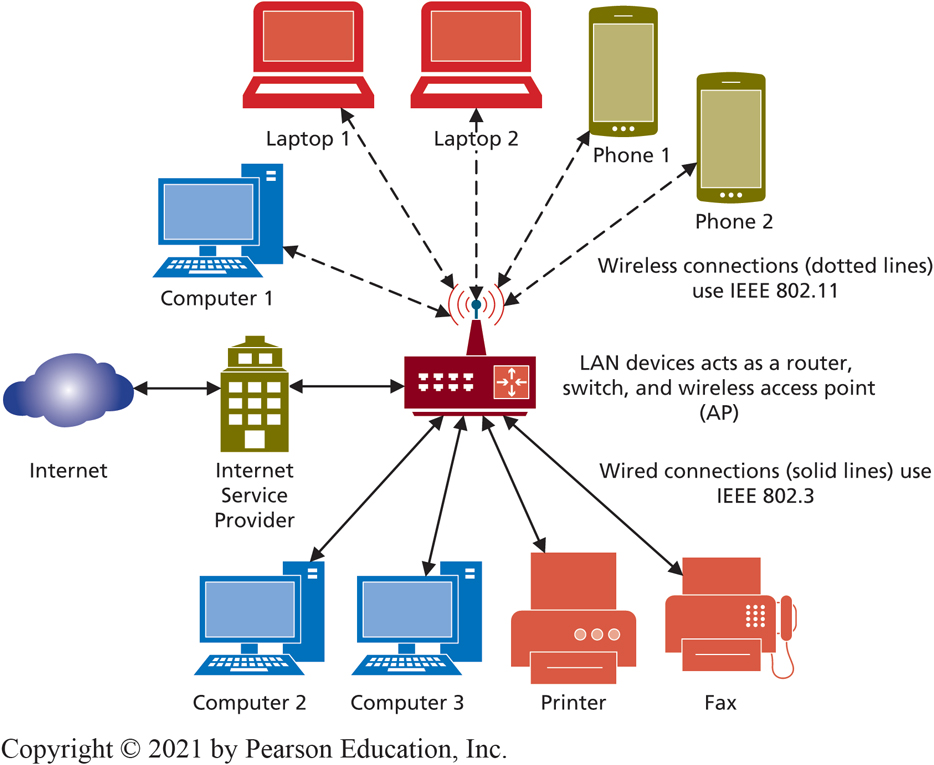 Laptop 1
Laptop 2
Phone 1
Phone 2
Computer 1
Wireless connections (dotted lines)
use IEEE 802.11
LAN devices acts as a router,
switch, and wireless access point
(AP)
Internet
Internet
Service
Provider
Wired connections (solid lines) use
IEEE 802.3
Computer 2
Computer 3
Printer
Fax
Copyright © 2021 by Pearson Education, Inc.